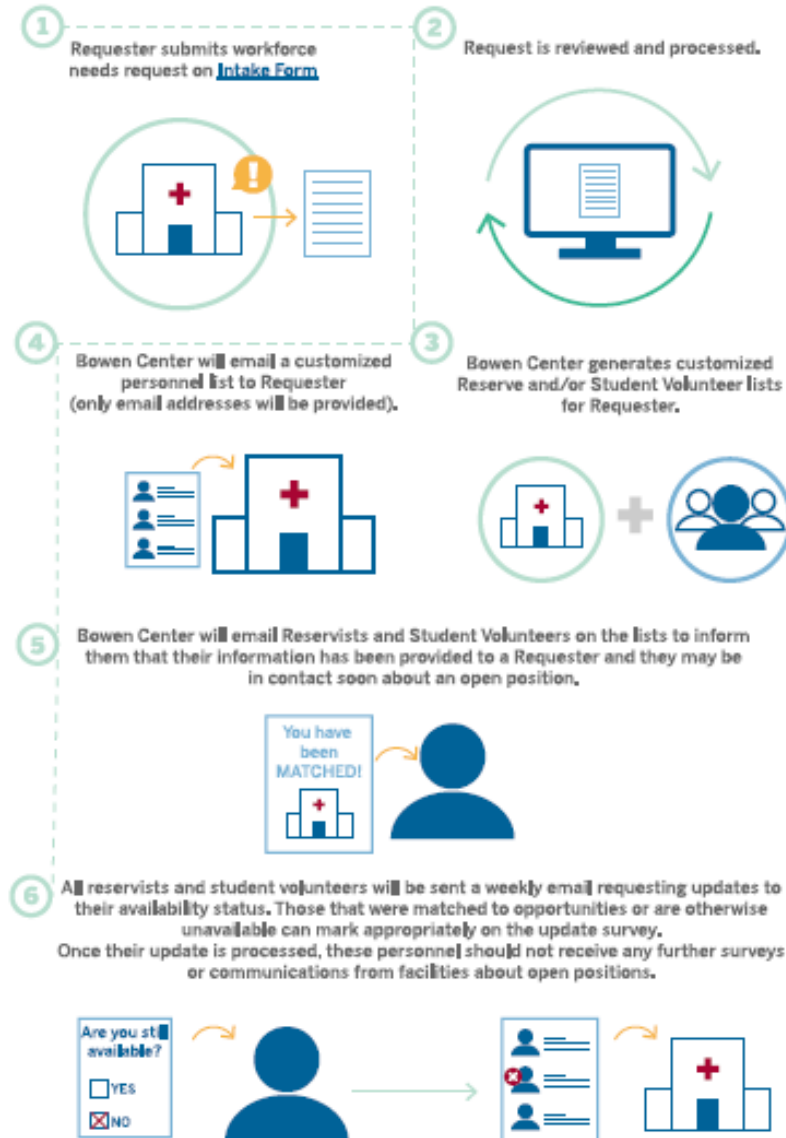 1
Requester submits workforce
needs request on Intake Form
2
Request is reviewed and processed.
3
Bowen Center generates customized
Reserve and/or Student Volunteer lists
for Requester.
4
Bowen Center will email a customized
personnel list to Requester
(only email addresses will be provided).
5
Bowen Center will email Reservists and Student Volunteers on the lists to inform
them that their information has been provided to a Requester and they may be
in contact soon about an open position.
You have
been
MATCHED!
6
All reservists and student volunteers will be sent a weekly email requesting updates to
their availability status. Those that were matched to opportunities or are otherwise
unavailable can mark appropriately on the update survey.
Once their update is processed, these personnel should not receive any further surveys
or communications from facilities about open positions.
Are you still
available?
YES
NO